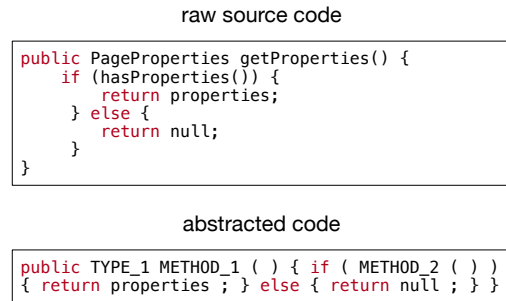 raw source code
public PageProperties getProperties() {
    if (hasProperties()) {
        return properties;
     } else {
        return null;
     }
}
abstracted code
public TYPE_1 METHOD_1 ( ) { if ( METHOD_2 ( ) )
{ return properties ; } else { return null ; } }